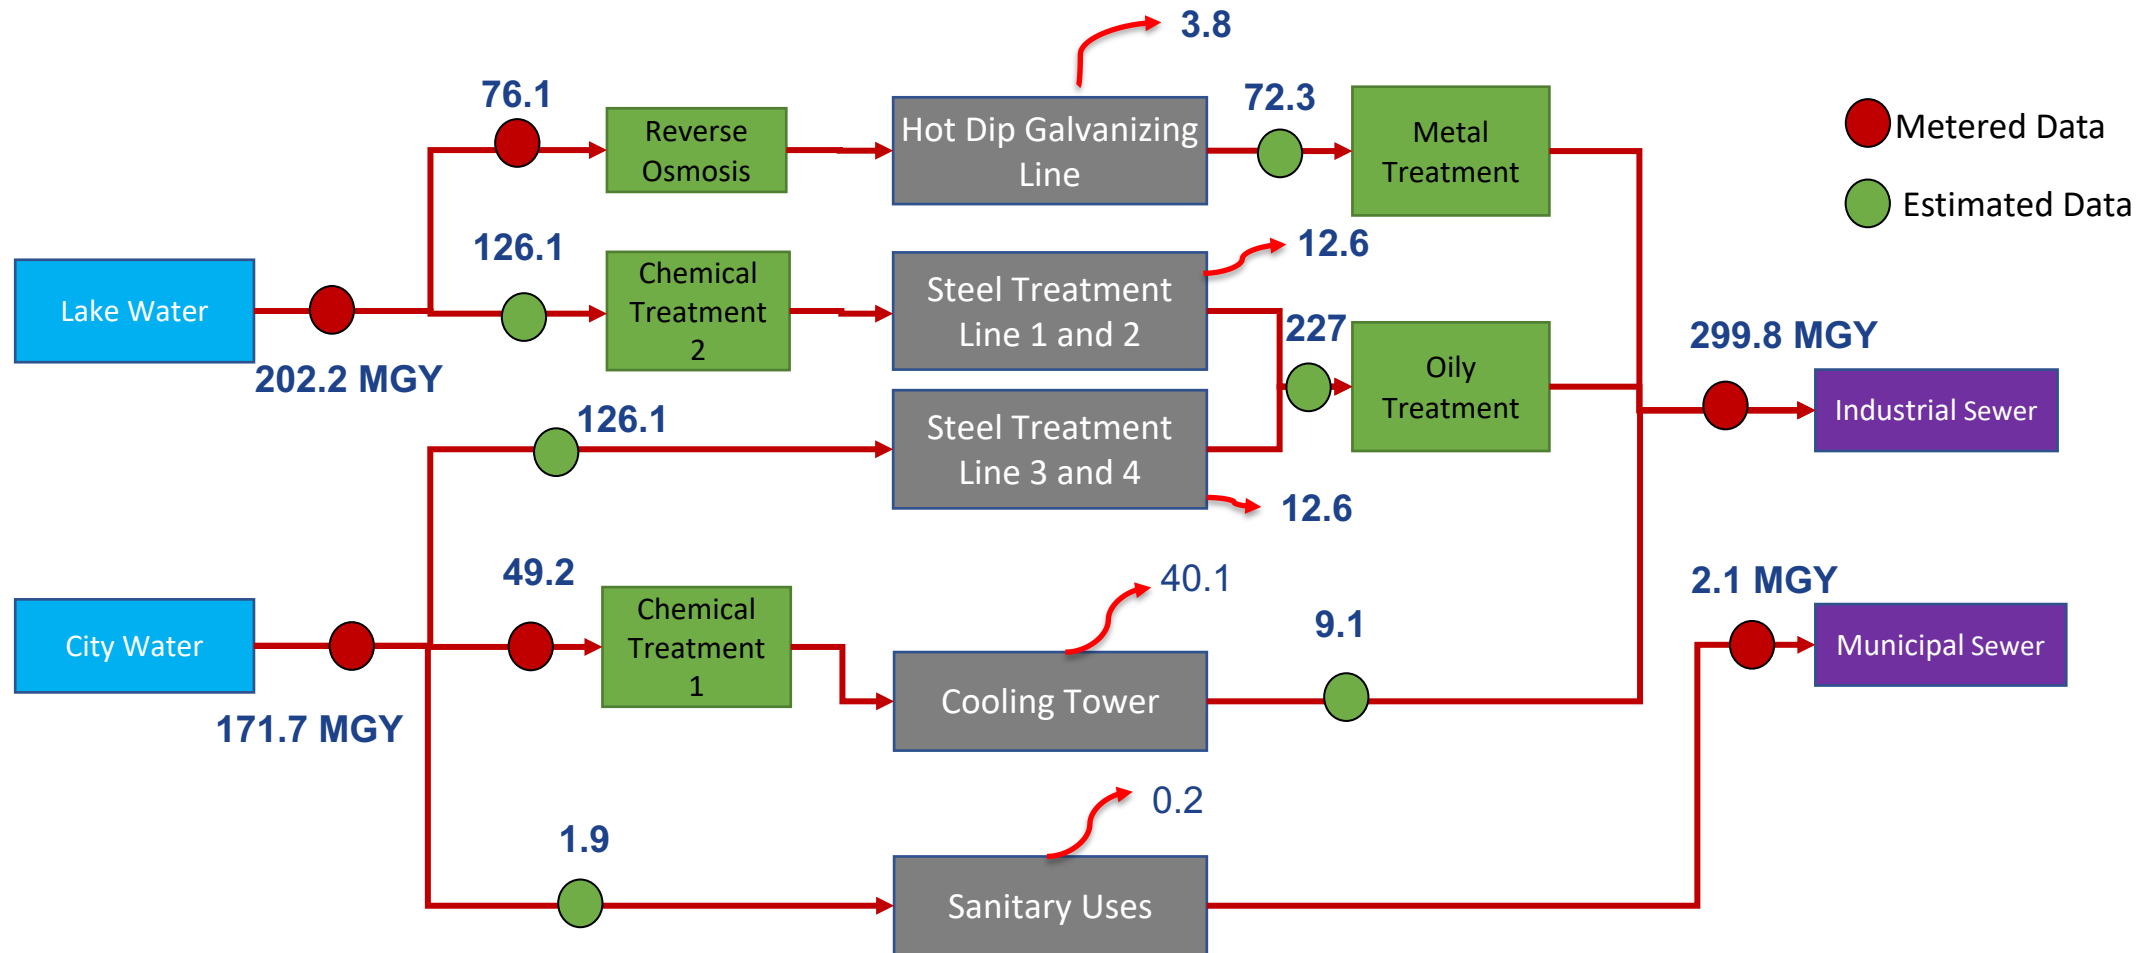 3.8
76.1
72.3
Reverse
Osmosis
Hot Dip Galvanizing
Line
Metal
Treatment
Metered Data
Estimated Data
126.1
12.6
Lake Water
Chemical
Treatment
2
Steel Treatment
Line 1 and 2
227
299.8 MGY
202.2 MGY
Oily
Treatment
Industrial Sewer
126.1
Steel Treatment
Line 3 and 4
12.6
49.2
40.1
2.1 MGY
City Water
Chemical
Treatment
1
9.1
Municipal Sewer
171.7 MGY
Cooling Tower
0.2
1.9
Sanitary Uses